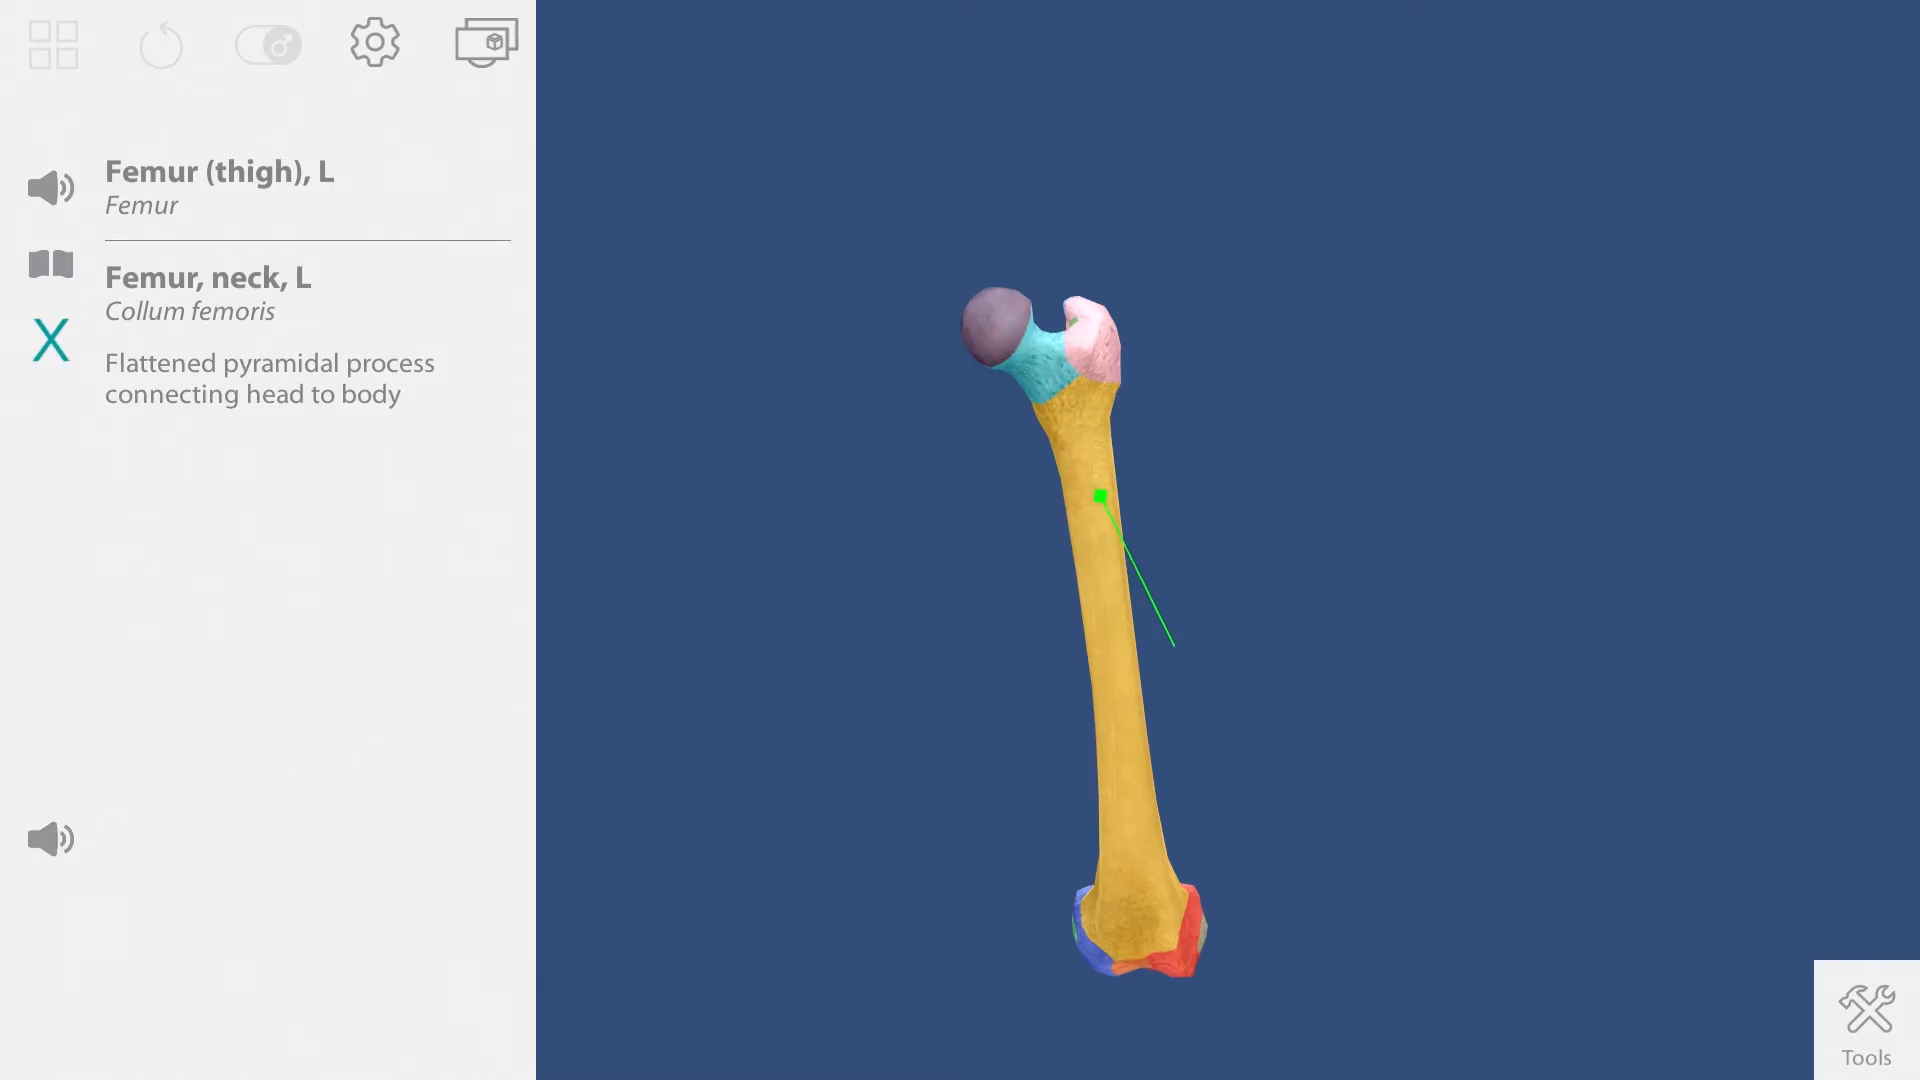 Femur (thigh), L
Femur
Femur, neck, L
Collum femoris
Flattened pyramidal process
connecting head to body
Tools